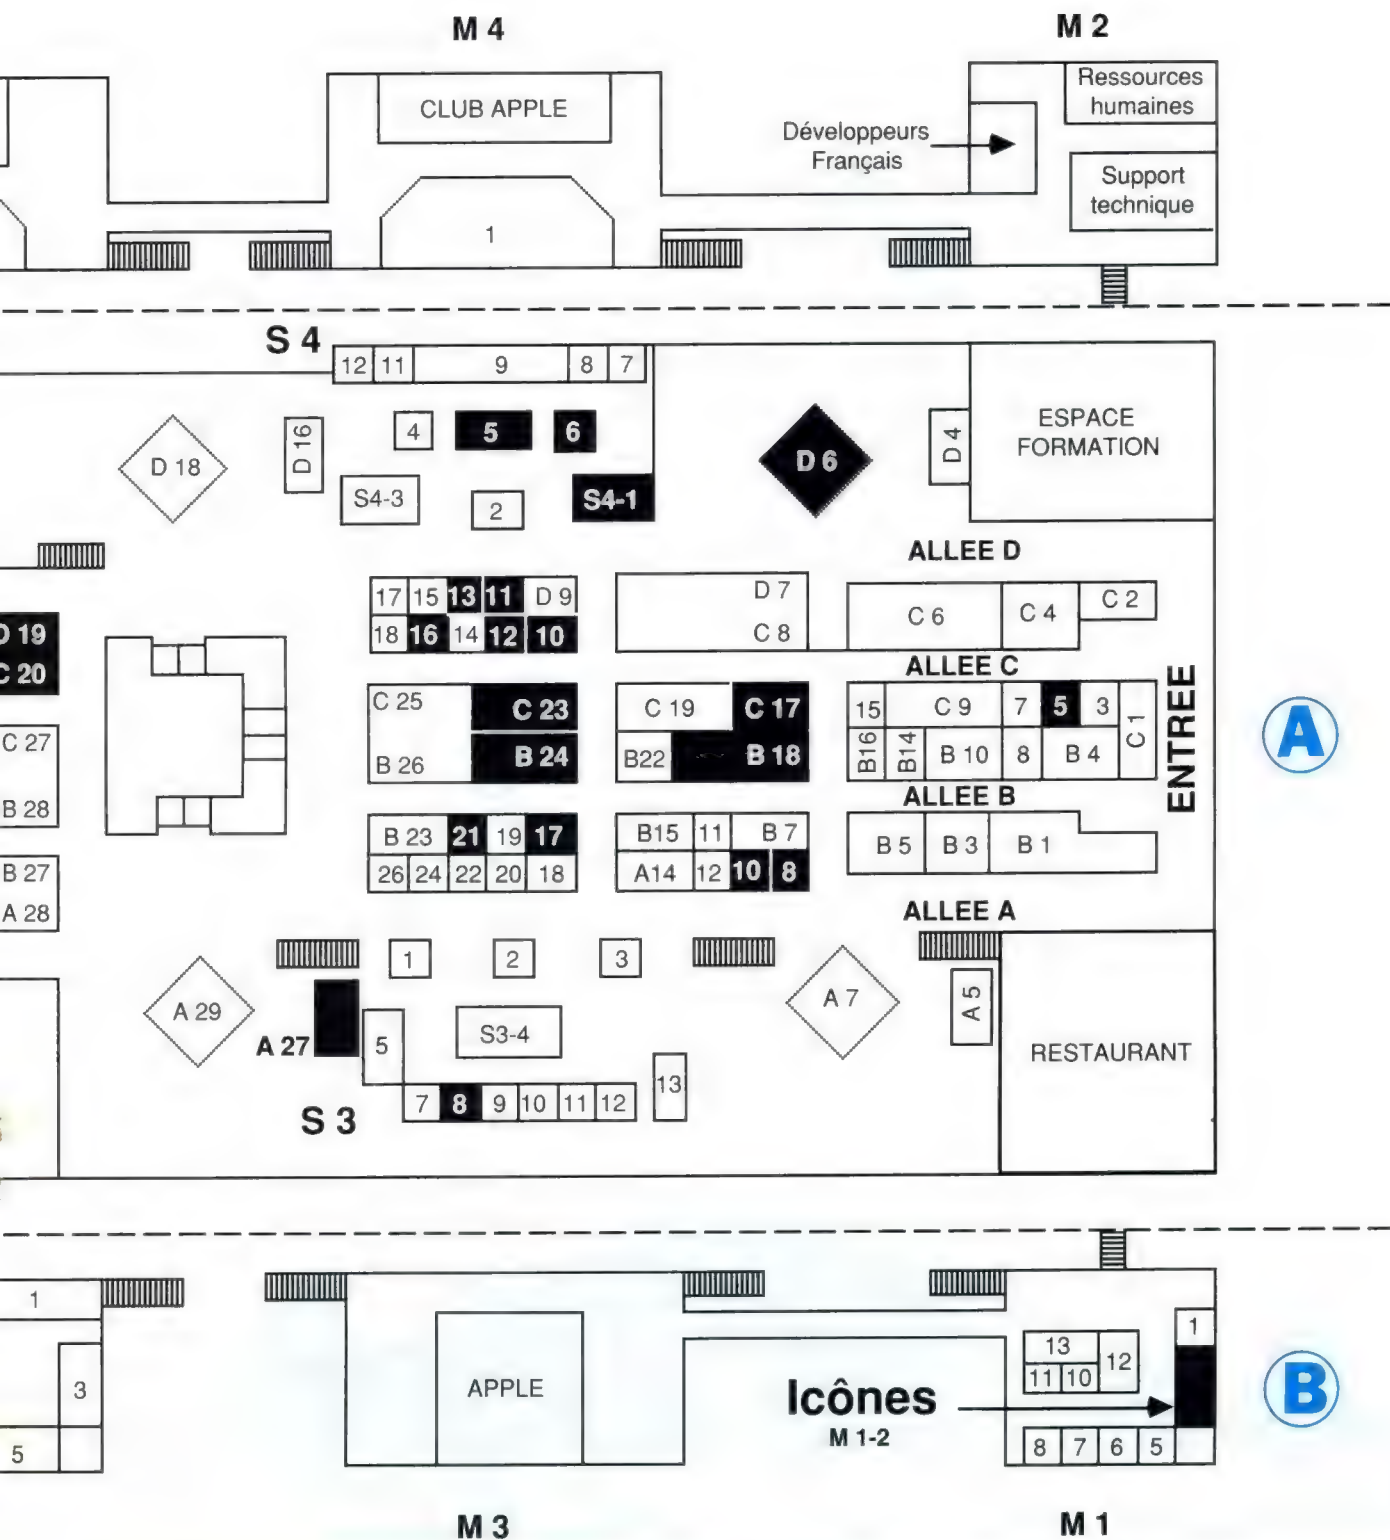 M 4
M 2
CLUB APPLE
Ressources
humaines
Développeurs
Français
Support
technique
1
S 4
12 11 9 8 7
4 5 6
D 16
D 18
D 6
D 4
ESPACE
FORMATION
S4-3 2 S4-1
ALLEE D
17 15 13 11 D 9
18 16 14 12 10
D 7
C 8
C 6 C 4 C 2
D 19
C 20
ALLEE C
C 25 C 23
B 26 B 24
C 19 C 17
B22 B 18
15 C 9 7 5 3
B16 B14 B 10 8 B 4
C 1
ENTREE
A
C 27
B 28
ALLEE B
B 23 21 19 17
26 24 22 20 18
B15 11 B 7
A14 12 10 8
B 5 B 3 B 1
B 27
A 28
ALLEE A
1 2 3
A 29
A 27
5
S3-4
A 7
A 5
RESTAURANT
13
7 8 9 10 11 12
S 3
1
3
5
APPLE
Icônes
M 1-2
1
13
12
11 10
8 7 6 5
B
M 3
M 1